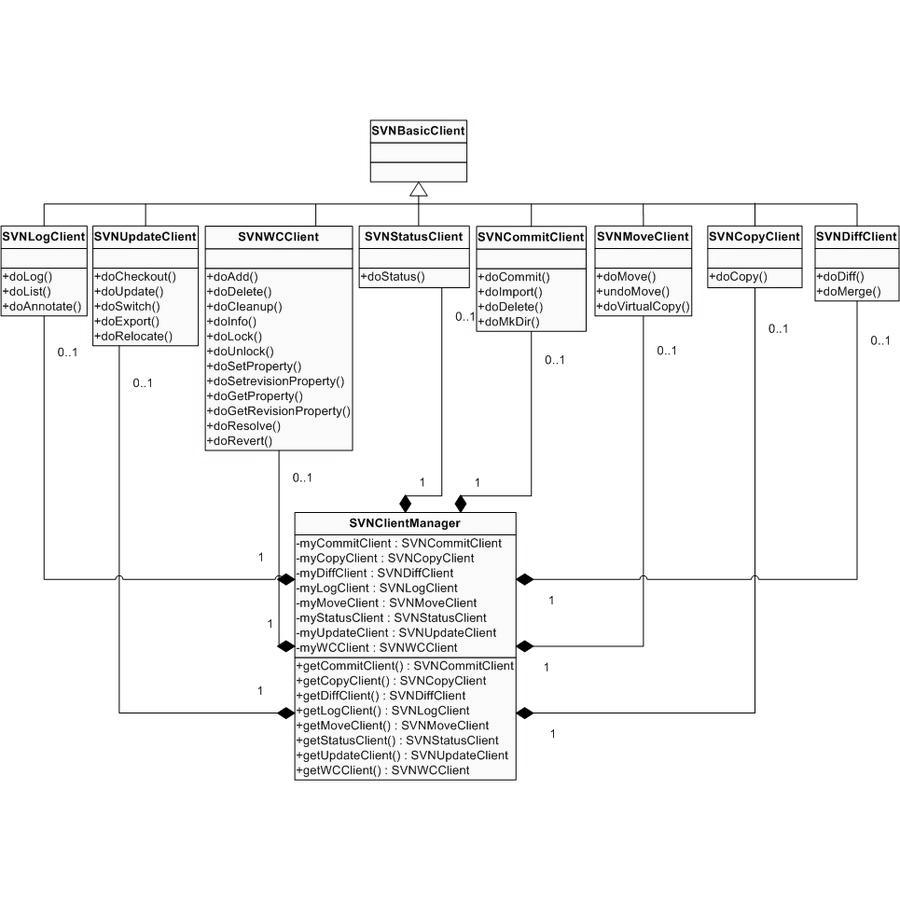 SVNBasicClient
SVNLogClient
+doLog()
+doList()
+doAnnotate()
SVNUpdateClient
+doCheckout()
+doUpdate()
+doSwitch()
+doExport()
+doRelocate()
SVNWCClient
+doAdd()
+doDelete()
+doCleanup()
+doInfo()
+doLock()
+doUnlock()
+doSetProperty()
+doSetrevisionProperty()
+doGetProperty()
+doGetRevisionProperty()
+doResolve()
+doRevert()
SVNStatusClient
+doStatus()
SVNCommitClient
+doCommit()
+doImport()
+doDelete()
+doMkDir()
SVNMoveClient
+doMove()
+undoMove()
+doVirtualCopy()
SVNCopyClient
+doCopy()
SVNDiffClient
+doDiff()
+doMerge()
0..1
0..1
0..1
0..1
0..1
0..1
0..1
0..1
1
1
SVNClientManager
-myCommitClient : SVNCommitClient
-myCopyClient : SVNCopyClient
-myDiffClient : SVNDiffClient
-myLogClient : SVNLogClient
-myMoveClient : SVNMoveClient
-myStatusClient : SVNStatusClient
-myUpdateClient : SVNUpdateClient
-myWCClient : SVNWCClient
+getCommitClient() : SVNCommitClient
+getCopyClient() : SVNCopyClient
+getDiffClient() : SVNDiffClient
+getLogClient() : SVNLogClient
+getMoveClient() : SVNMoveClient
+getStatusClient() : SVNStatusClient
+getUpdateClient() : SVNUpdateClient
+getWCClient() : SVNWCClient
1
1
1
1
1
1